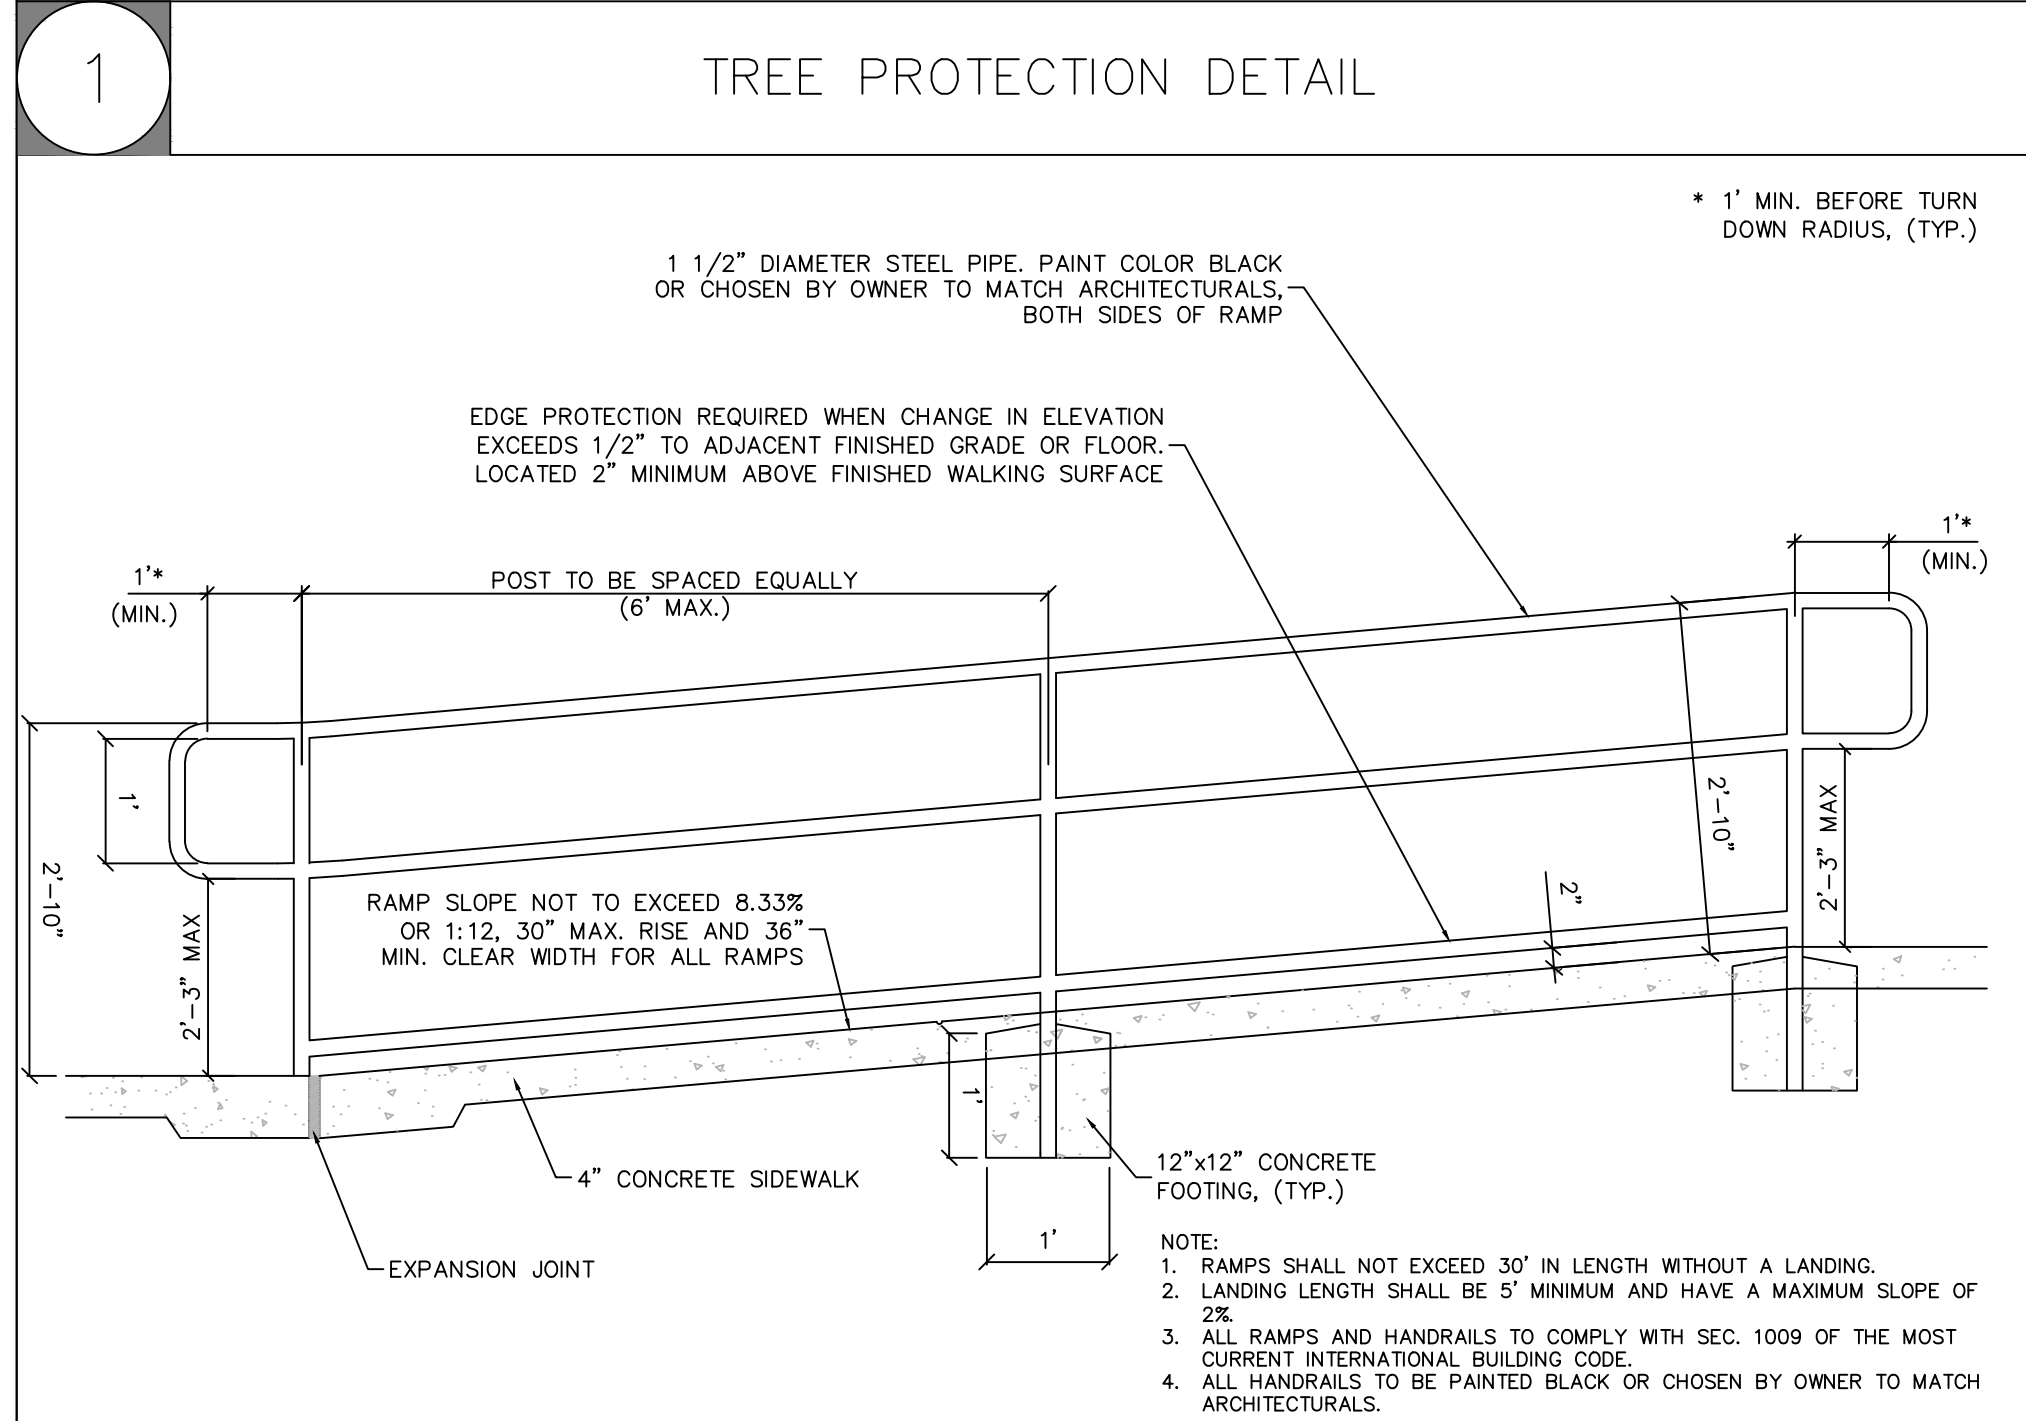 1
TREE PROTECTION DETAIL
* 1' MIN. BEFORE TURN
DOWN RADIUS, (TYP.)
1 1/2" DIAMETER STEEL PIPE. PAINT COLOR BLACK
OR CHOSEN BY OWNER TO MATCH ARCHITECTURALS,
BOTH SIDES OF RAMP
EDGE PROTECTION REQUIRED WHEN CHANGE IN ELEVATION
EXCEEDS 1/2" TO ADJACENT FINISHED GRADE OR FLOOR.
LOCATED 2" MINIMUM ABOVE FINISHED WALKING SURFACE
1'*
(MIN.)
1'*
(MIN.)
POST TO BE SPACED EQUALLY
(6' MAX.)
1'
2'-10"
2'-3" MAX
2'-10"
2'-3" MAX
2"
RAMP SLOPE NOT TO EXCEED 8.33%
OR 1:12, 30" MAX. RISE AND 36"
MIN. CLEAR WIDTH FOR ALL RAMPS
1'
4" CONCRETE SIDEWALK
12"x12" CONCRETE
FOOTING, (TYP.)
1'
EXPANSION JOINT
NOTE:
1. RAMPS SHALL NOT EXCEED 30' IN LENGTH WITHOUT A LANDING.
2. LANDING LENGTH SHALL BE 5' MINIMUM AND HAVE A MAXIMUM SLOPE OF
2%.
3. ALL RAMPS AND HANDRAILS TO COMPLY WITH SEC. 1009 OF THE MOST
CURRENT INTERNATIONAL BUILDING CODE.
4. ALL HANDRAILS TO BE PAINTED BLACK OR CHOSEN BY OWNER TO MATCH
ARCHITECTURALS.